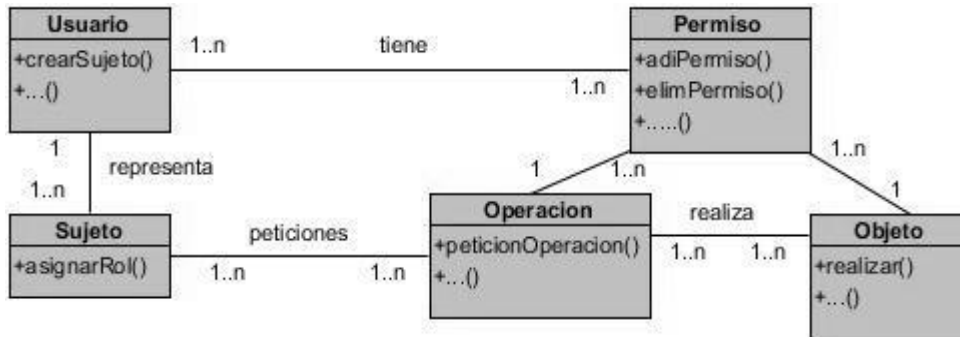 Usuario
+crearSujeto()
+...()
1..n
tiene
1..n
Permiso
+adiPermiso()
+elimPermiso()
+.....()
1
representa
1..n
1
1..n
1..n
1
Sujeto
+asignarRol()
peticiones
1..n
1..n
Operacion
+peticionOperacion()
+...()
realiza
1..n
1..n
Objeto
+realizar()
+...()